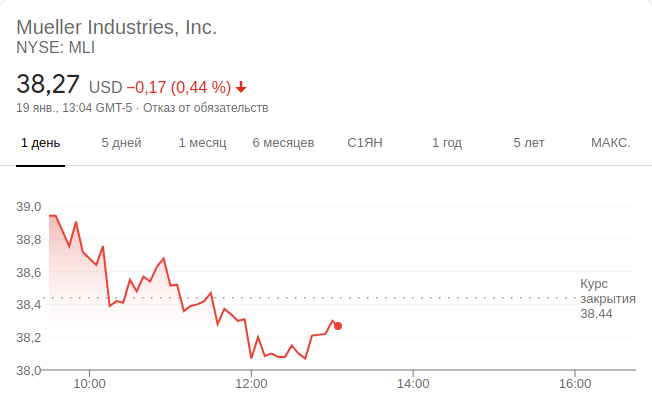 Mueller Industries, Inc.
NYSE: MLI
38,27 USD −0,17 (0,44 %)
19 янв., 13:04 GMT-5 · Отказ от обязательств
1 день 5 дней 1 месяц 6 месяцев С1ЯН 1 год 5 лет МАКС.
39,0
38,8
38,6
Курс
закрытия
38,44
38,4
38,2
38,0
10:00 12:00 14:00 16:00